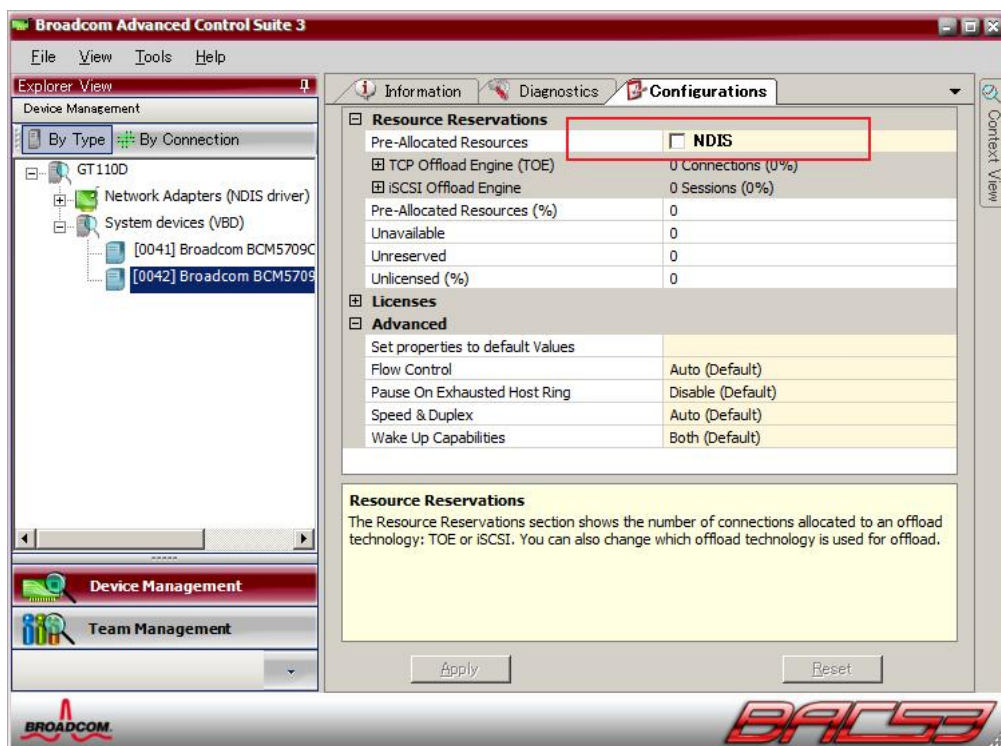 Broadcom Advanced Control Suite 3
File View Tools Help
Explorer View
Device Management
By Type By Connection
GT110D
Network Adapters (NDIS driver)
System devices (VBD)
[0041] Broadcom BCM5709C
[0042] Broadcom BCM5709
Information Diagnostics Configurations
Resource Reservations
Pre-Allocated Resources NDIS
TCP Offload Engine (TOE) 0 Connections (0%)
iSCSI Offload Engine 0 Sessions (0%)
Pre-Allocated Resources (%) 0
Unavailable 0
Unreserved 0
Unlicensed (%) 0
Licenses
Advanced
Set properties to default Values
Flow Control Auto (Default)
Pause On Exhausted Host Ring Disable (Default)
Speed & Duplex Auto (Default)
Wake Up Capabilities Both (Default)
Resource Reservations
The Resource Reservations section shows the number of connections allocated to an offload
technology: TOE or iSCSI. You can also change which offload technology is used for offload.
Context View
Device Management
Team Management
Apply Reset
BROADCOM.
BACS3